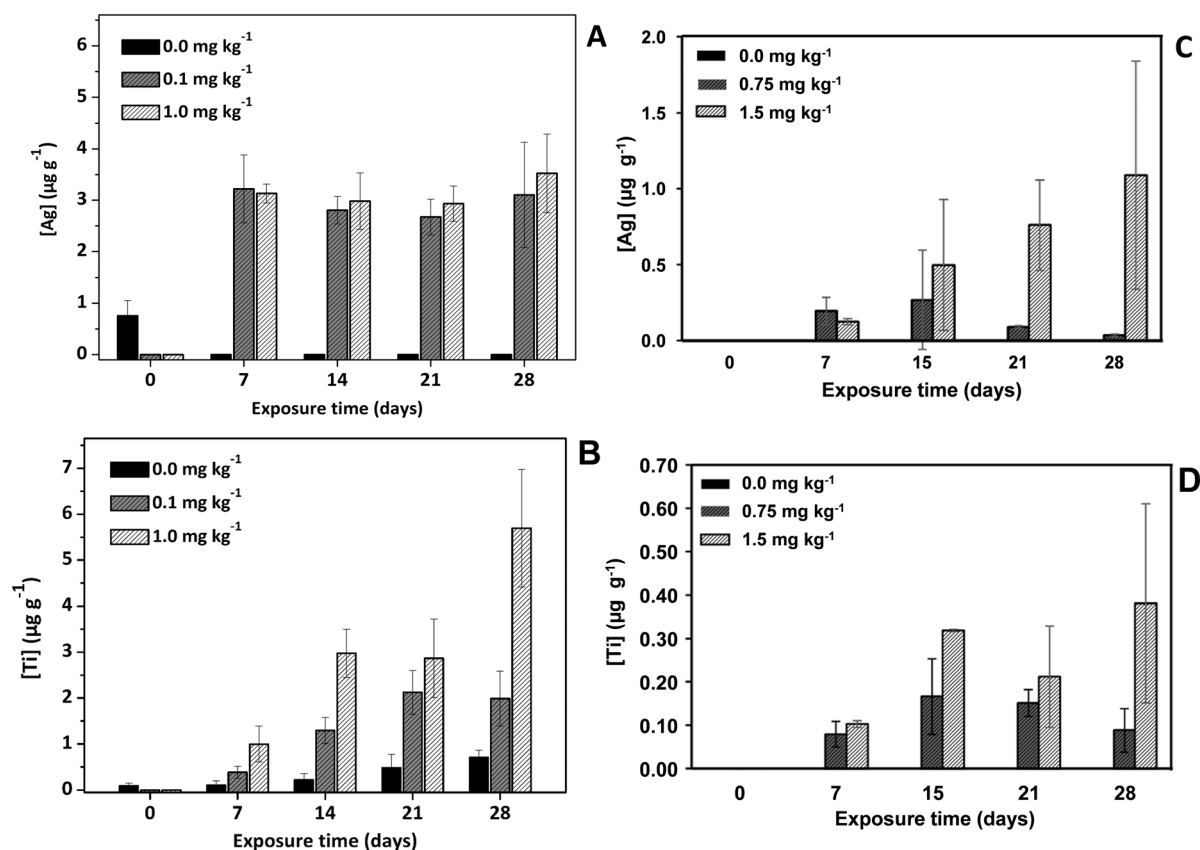 A
0.0 mg kg⁻¹
0.1 mg kg⁻¹
1.0 mg kg⁻¹
[Ag] (µg g⁻¹)
6
5
4
3
2
1
0
0 7 14 21 28
Exposure time (days)
C
0.0 mg kg⁻¹
0.75 mg kg⁻¹
1.5 mg kg⁻¹
[Ag] (µg g⁻¹)
2.0
1.5
1.0
0.5
0.0
0 7 15 21 28
Exposure time (days)
B
0.0 mg kg⁻¹
0.1 mg kg⁻¹
1.0 mg kg⁻¹
[Ti] (µg g⁻¹)
7
6
5
4
3
2
1
0
0 7 14 21 28
Exposure time (days)
D
0.0 mg kg⁻¹
0.75 mg kg⁻¹
1.5 mg kg⁻¹
[Ti] (µg g⁻¹)
0.70
0.60
0.50
0.40
0.30
0.20
0.10
0.00
0 7 15 21 28
Exposure time (days)